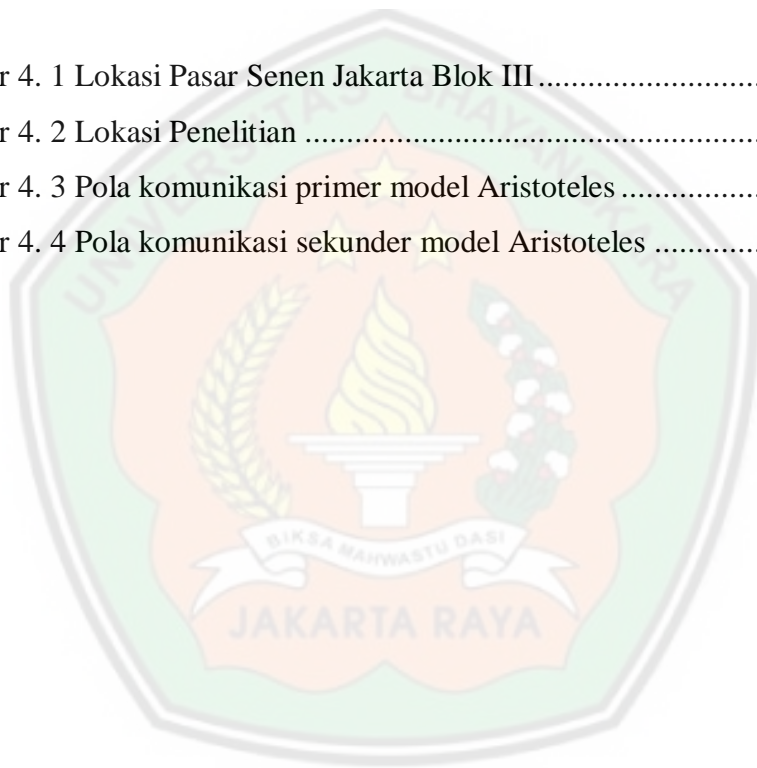 r 4. 1 Lokasi Pasar Senen Jakarta Blok III..........................
r 4. 2 Lokasi Penelitian ......................................................
r 4. 3 Pola komunikasi primer model Aristoteles.................
r 4. 4 Pola komunikasi sekunder model Aristoteles .............
UNIVERSITAS BHAYANGKARA
BIKSA MAHWASTU DASI
JAKARTA RAYA